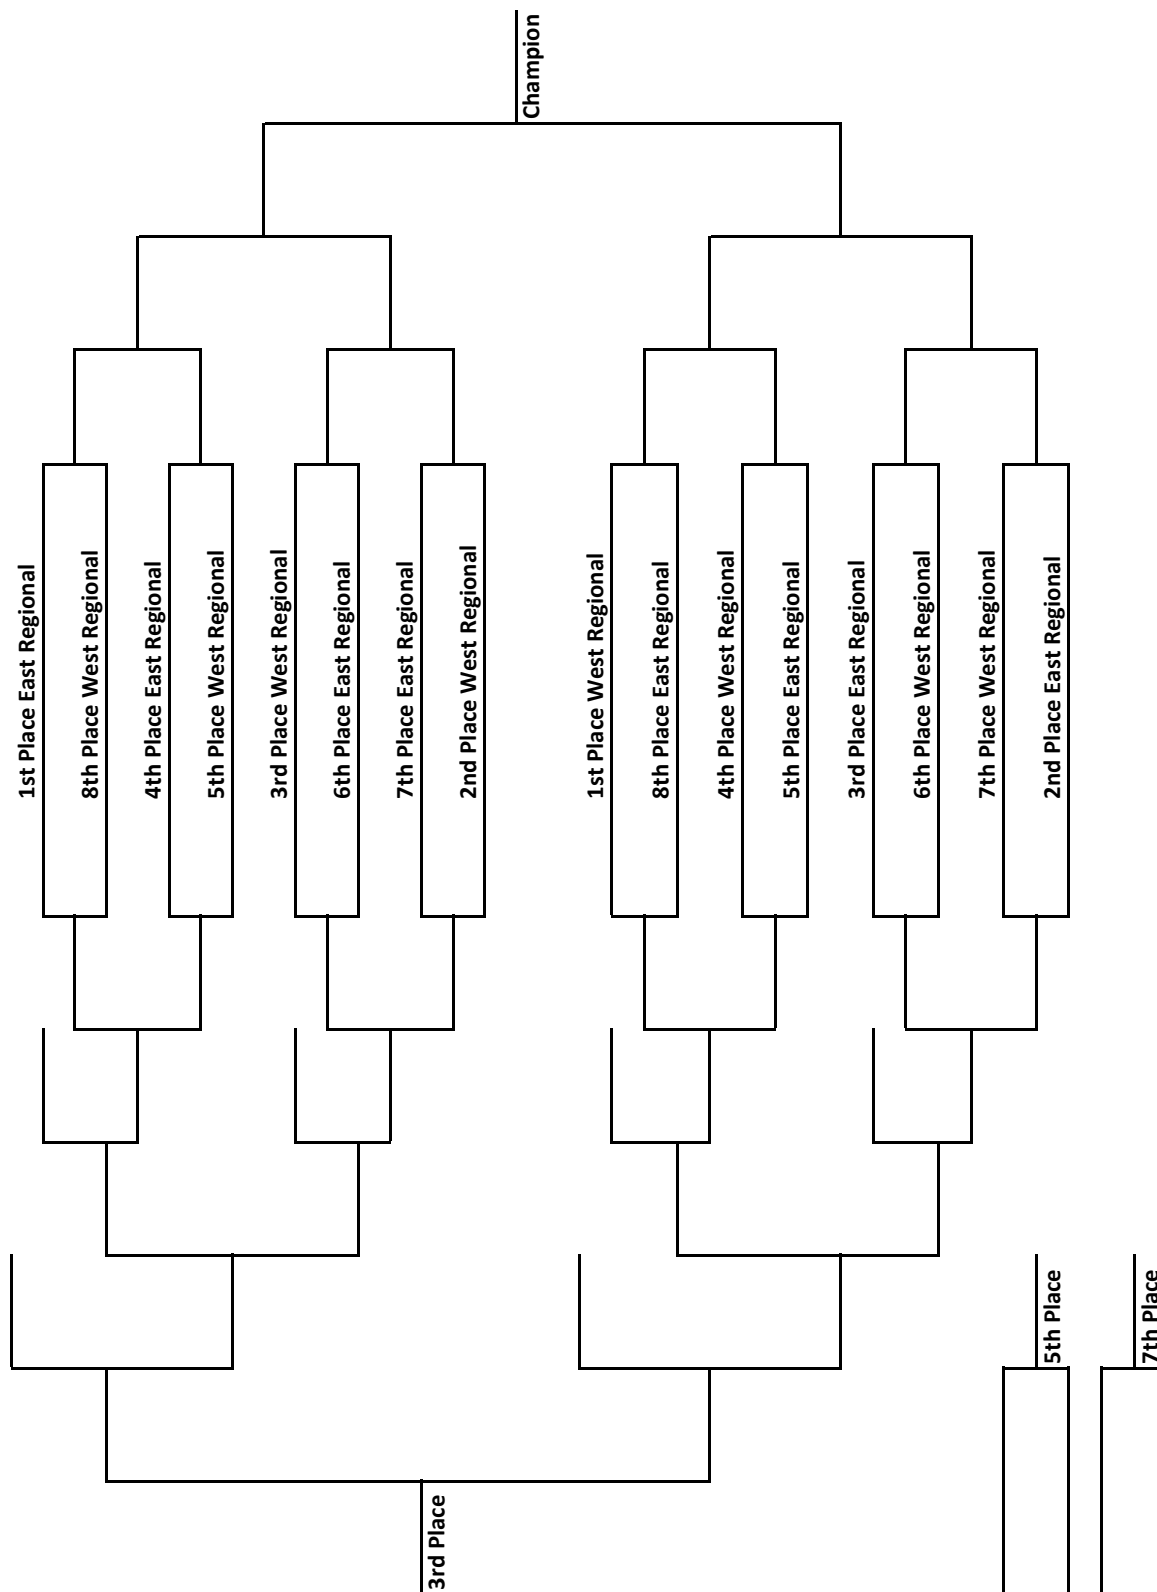 Champion
1st Place East Regional
8th Place West Regional
4th Place East Regional
5th Place West Regional
3rd Place West Regional
6th Place East Regional
7th Place East Regional
2nd Place West Regional
1st Place West Regional
8th Place East Regional
4th Place West Regional
5th Place East Regional
3rd Place East Regional
6th Place West Regional
7th Place West Regional
2nd Place East Regional
5th Place
7th Place
3rd Place